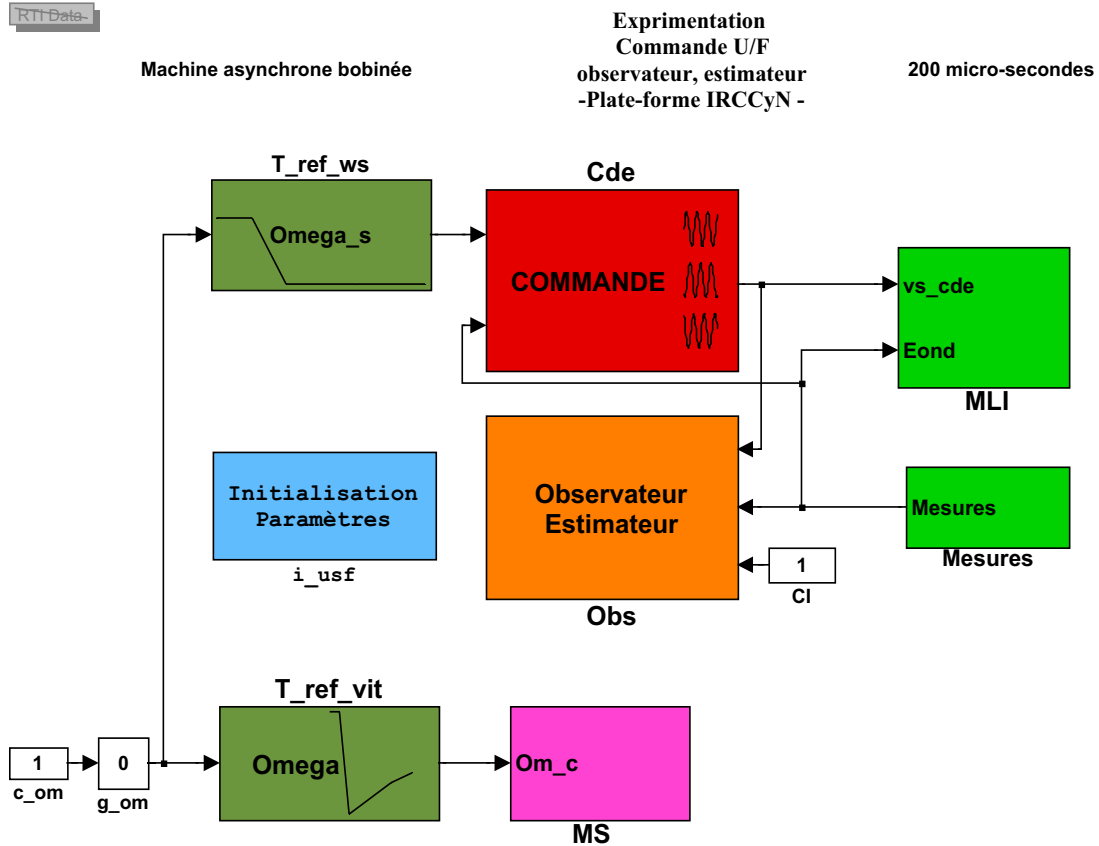 RTI Data
Exprimentation
Commande U/F
observateur, estimateur
-Plate-forme IRCCyN -
Machine asynchrone bobinée
200 micro-secondes
T_ref_ws
Omega_s
Cde
COMMANDE
vs_cde
Eond
MLI
Initialisation
Paramètres
i_usf
Observateur
Estimateur
Obs
Mesures
Mesures
1
CI
T_ref_vit
Omega
Om_c
MS
1
c_om
0
g_om